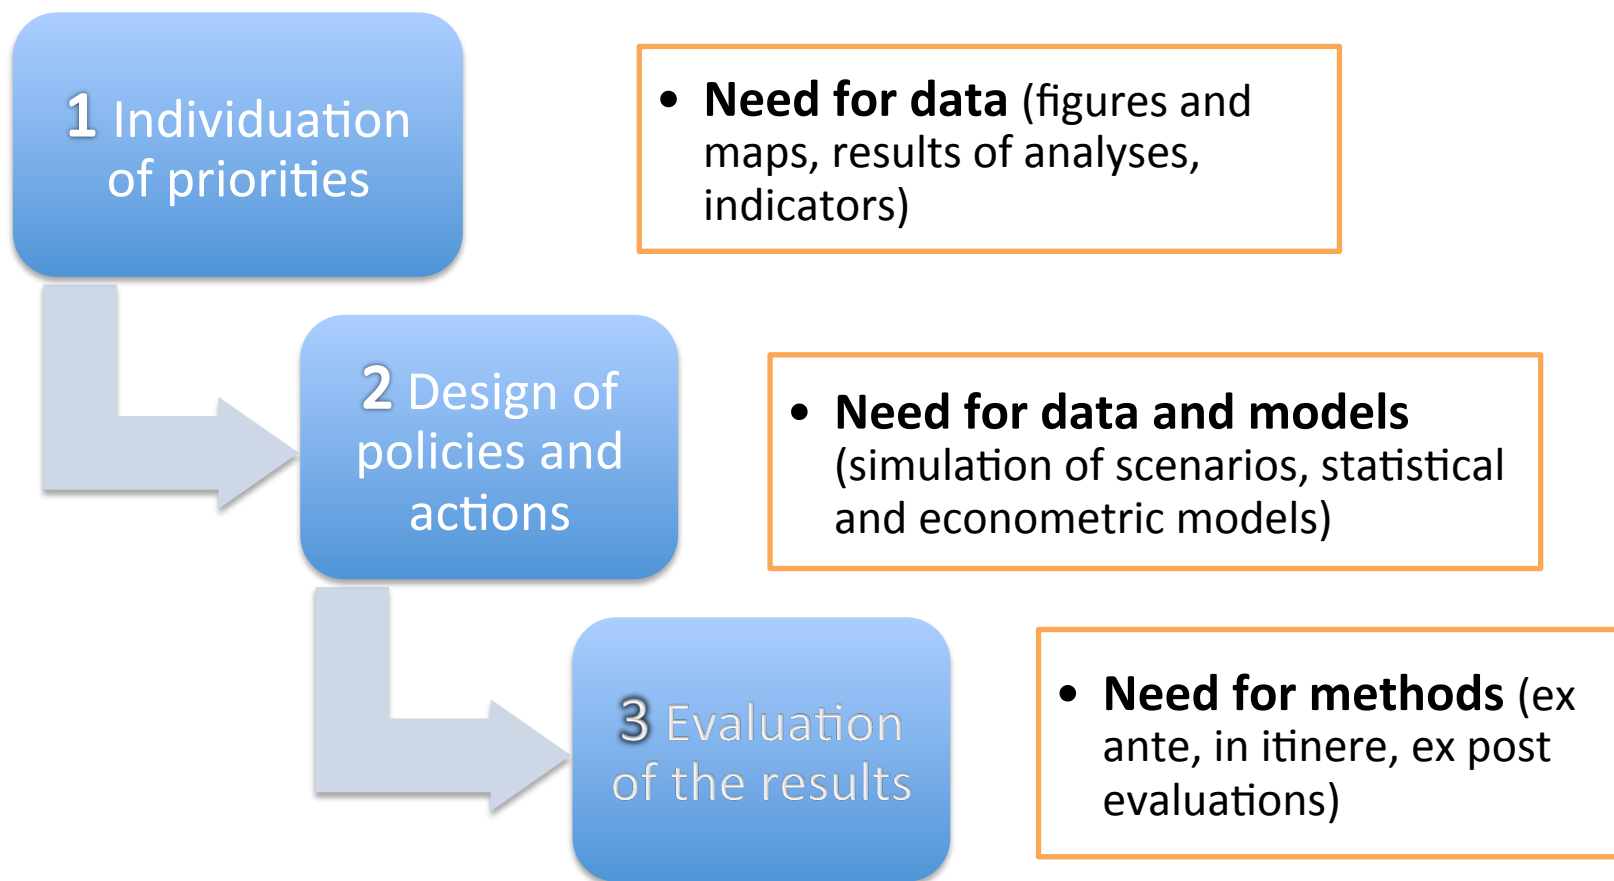 1 Individuation
of priorities
• Need for data (figures and
maps, results of analyses,
indicators)
2 Design of
policies and
actions
• Need for data and models
(simulation of scenarios, statistical
and econometric models)
3 Evaluation
of the results
• Need for methods (ex
ante, in itinere, ex post
evaluations)